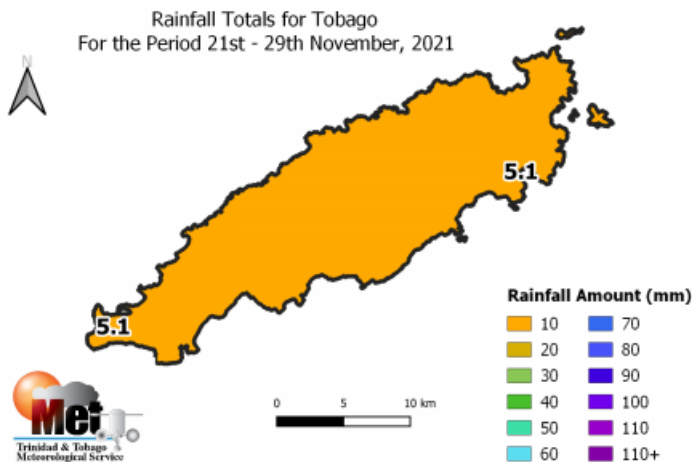 Rainfall Totals for Tobago
For the Period 21st - 29th November, 2021
N
5.1
5.1
Rainfall Amount (mm)
10 70
20 80
30 90
40 100
50 110
60 110+
0 5 10 km
Met
Trinidad & Tobago
Meteorological Service